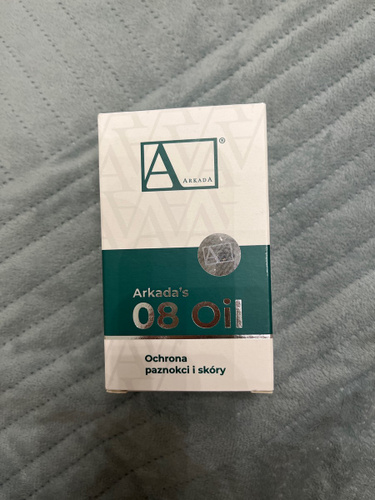 A
ARKADA
®
A
Arkada's
08 Oil
Ochrona
paznokci i skóry